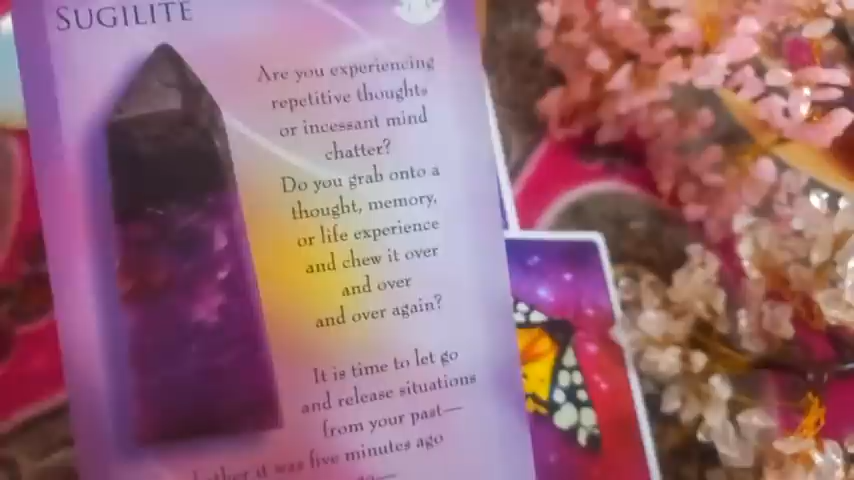 SUGILITE
Are you experiencing
repetitive thoughts
or incessant mind
chatter?
Do you grab onto a
thought, memory,
or life experience
and chew it over
and over
and over again?
It is time to let go
and release situations
from your past—
it was five minutes ago